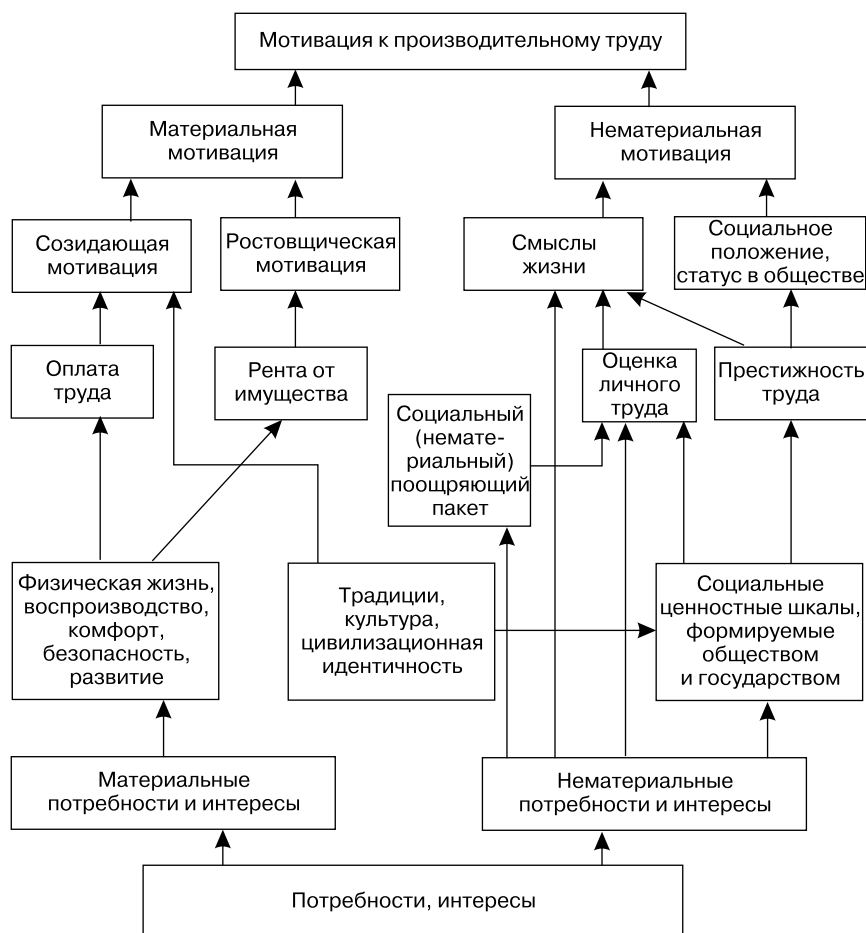 Мотивация к производительному труду
Материальная
мотивация
Нематериальная
мотивация
Созидающая
мотивация
Ростовщическая
мотивация
Смыслы
жизни
Социальное
положение,
статус в обществе
Оплата
труда
Рента от
имущества
Социальный
(немате-
риальный)
поощряющий
пакет
Оценка
личного
труда
Престижность
труда
Физическая жизнь,
воспроизводство,
комфорт,
безопасность,
развитие
Традиции,
культура,
цивилизационная
идентичность
Социальные
ценностные шкалы,
формируемые
обществом
и государством
Материальные
потребности и интересы
Нематериальные
потребности и интересы
Потребности, интересы